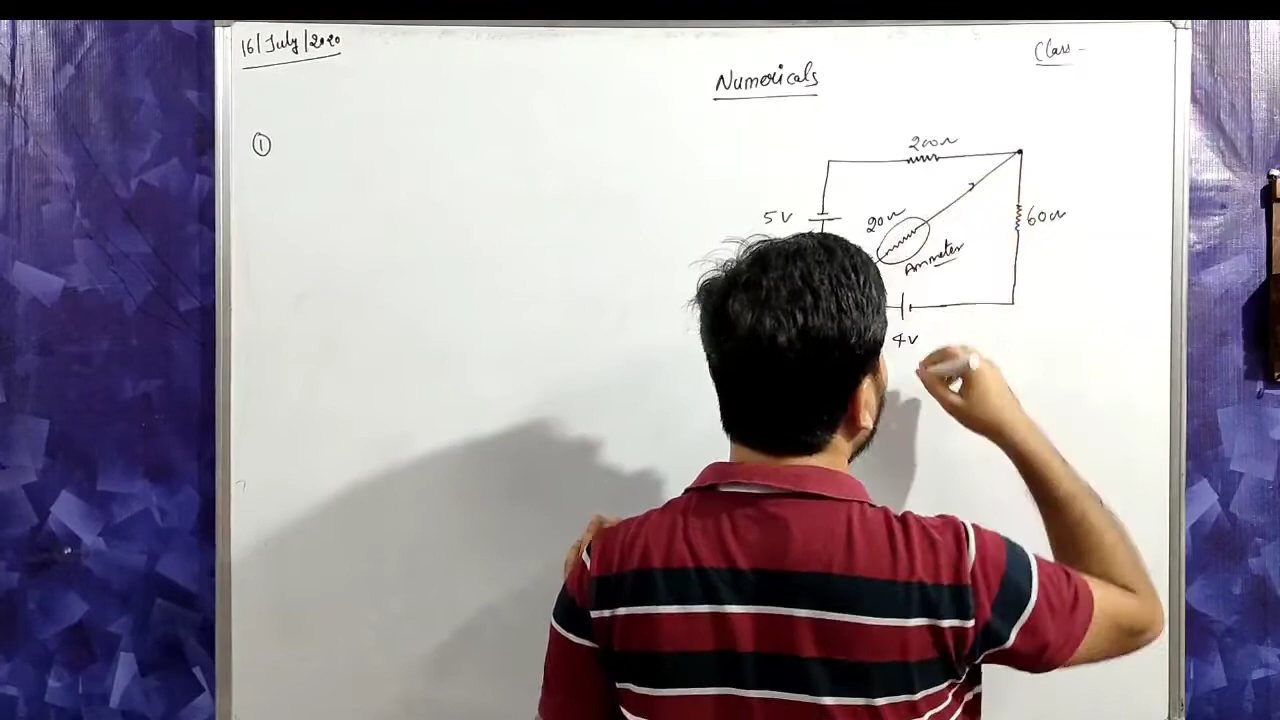 16/July/2020
Class-
Numericals
①
200Ω
5V
20Ω
60Ω
Ammeter
4V